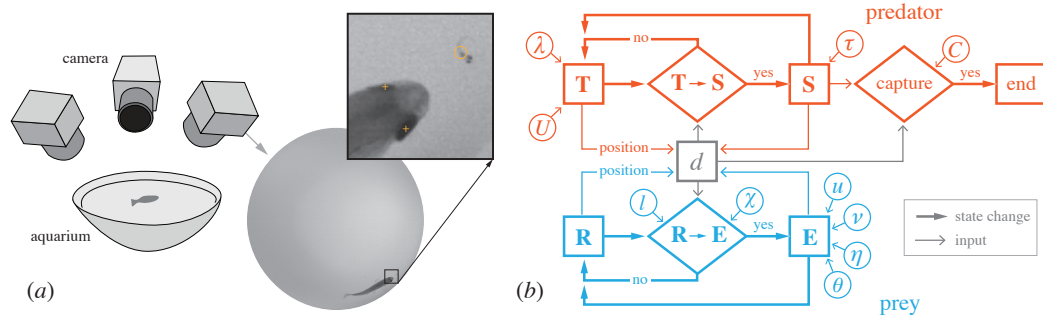 camera
aquarium
(a)
predator
λ
no
τ
C
T
T → S
yes
S
capture
yes
end
U
position
d
position
l
χ
u
R
R → E
yes
E
ν
η
no
θ
state change
input
(b)
prey